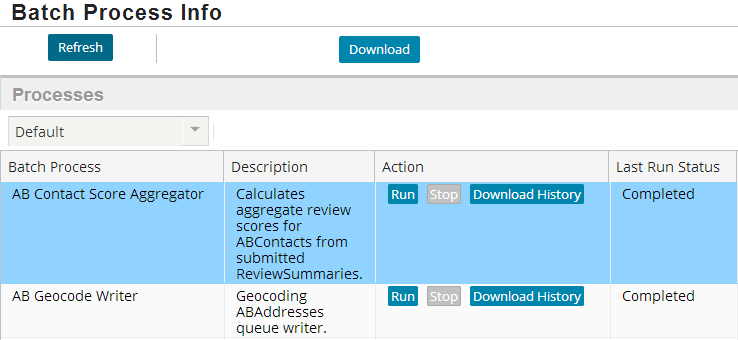 Batch Process Info
Refresh Download
Processes
Default
Batch Process Description Action Last Run Status
AB Contact Score Aggregator Calculates Run Stop Download History Completed
aggregate review
scores for
ABContacts from
submitted
ReviewSummaries.
AB Geocode Writer Geocoding Run Stop Download History Completed
ABAddresses
queue writer.